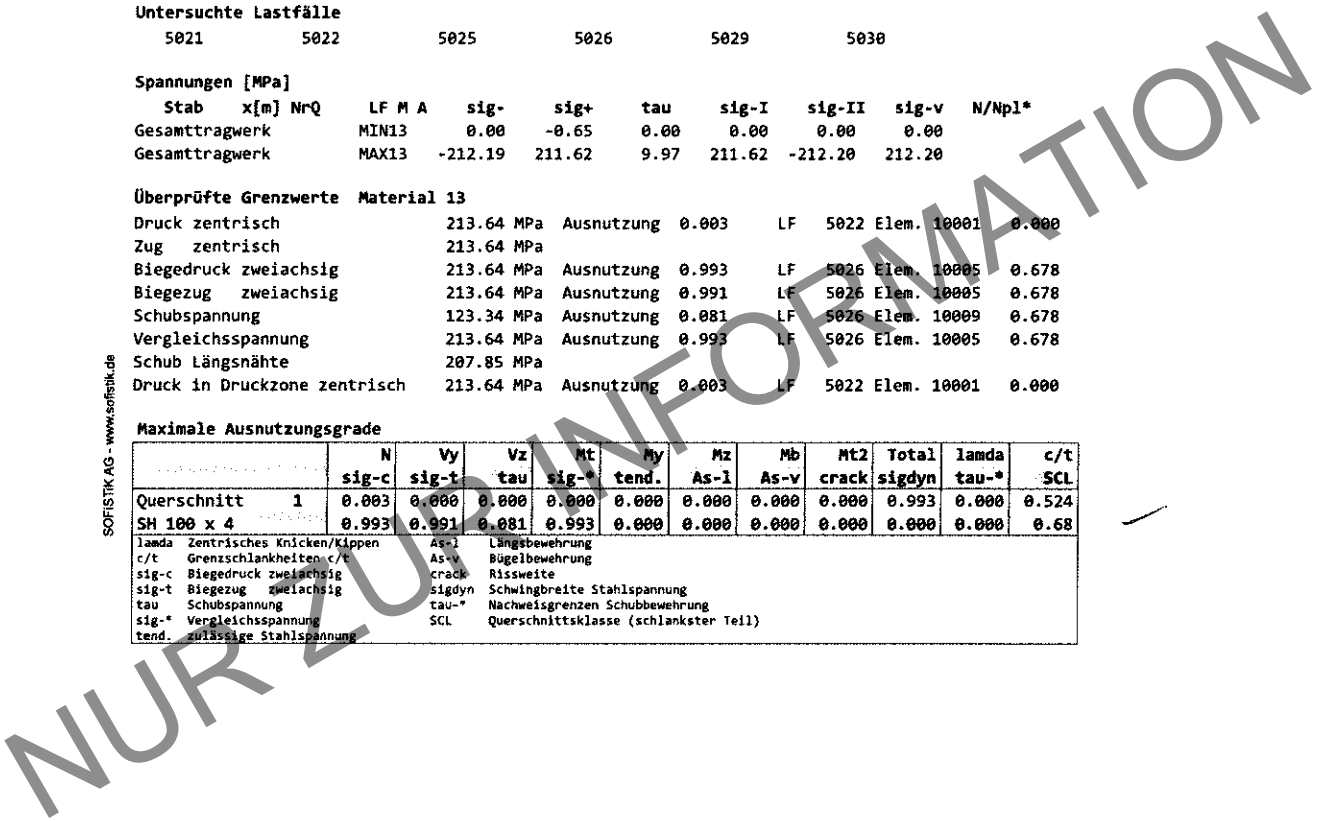 Untersuchte Lastfälle
5021 5022 5025 5026 5029 5030
Spannungen [MPa]
Stab x[m] NrQ LF M A sig- sig+ tau sig-I sig-II sig-v N/Npl*
Gesamttragwerk MIN13 0.00 -0.65 0.00 0.00 0.00 0.00
Gesamttragwerk MAX13 -212.19 211.62 9.97 211.62 -212.20 212.20
Überprüfte Grenzwerte Material 13
Druck zentrisch 213.64 MPa Ausnutzung 0.003 LF 5022 Elem. 10001 0.000
Zug zentrisch 213.64 MPa
Biegedruck zweiachsig 213.64 MPa Ausnutzung 0.993 LF 5026 Elem. 10005 0.678
Biegezug zweiachsig 213.64 MPa Ausnutzung 0.991 LF 5026 Elem. 10005 0.678
Schubspannung 123.34 MPa Ausnutzung 0.081 LF 5026 Elem. 10009 0.678
Vergleichsspannung 213.64 MPa Ausnutzung 0.993 LF 5026 Elem. 10005 0.678
Schub Längsnähte 207.85 MPa
Druck in Druckzone zentrisch 213.64 MPa Ausnutzung 0.003 LF 5022 Elem. 10001 0.000
Maximale Ausnutzungsgrade
N Vy Vz Mt My Mz Mb Mt2 Total lamda c/t
sig-c sig-t tau sig-* tend. As-l As-v crack sigdyn tau-* SCL
Querschnitt 1 0.003 0.000 0.000 0.000 0.000 0.000 0.000 0.000 0.993 0.000 0.524
SH 100 x 4 0.993 0.991 0.081 0.993 0.000 0.000 0.000 0.000 0.000 0.000 0.68
lamda Zentrisches Knicken/Kippen As-l Längsbewehrung
c/t Grenzschlankheiten c/t As-v Bügelbewehrung
sig-c Biegedruck zweiachsig crack Rissweite
sig-t Biegezug zweiachsig sigdyn Schwingbreite Stahlspannung
tau Schubspannung tau-* Nachweisgrenzen Schubbewehrung
sig-* Vergleichsspannung SCL Querschnittsklasse (schlankster Teil)
tend. zulässige Stahlspannung
SOFiSTiK AG - www.sofistik.de
NUR ZUR INFORMATION